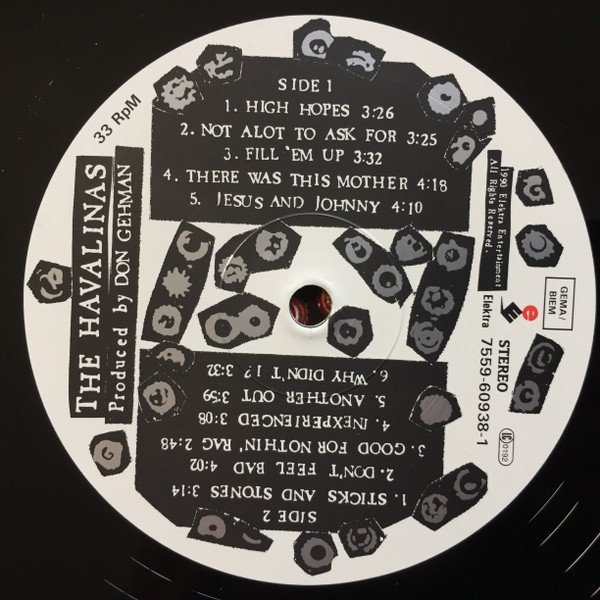 SIDE 1
1. HIGH HOPES 3:26
2. NOT ALOT TO ASK FOR 3:25
3. FILL 'EM UP 3:32
4. THERE WAS THIS MOTHER 4:18
5. JESUS AND JOHNNY 4:10
33 RpM
THE HAVALINAS
Produced by DON GEHMAN
1990 Elektra Entertainment
All Rights Reserved.
GEMA/
BIEM
e
Elektra
STEREO
7559-60938-1
LC 0192
SIDE 2
1. STICKS AND STONES 3:14
2. DON'T FEEL BAD 4:02
3. GOOD FOR NOTHIN' RAG 2:48
4. INEXPERIENCED 3:08
5. ANOTHER OUT 3:59
6. WHY DIDN'T I? 3:32